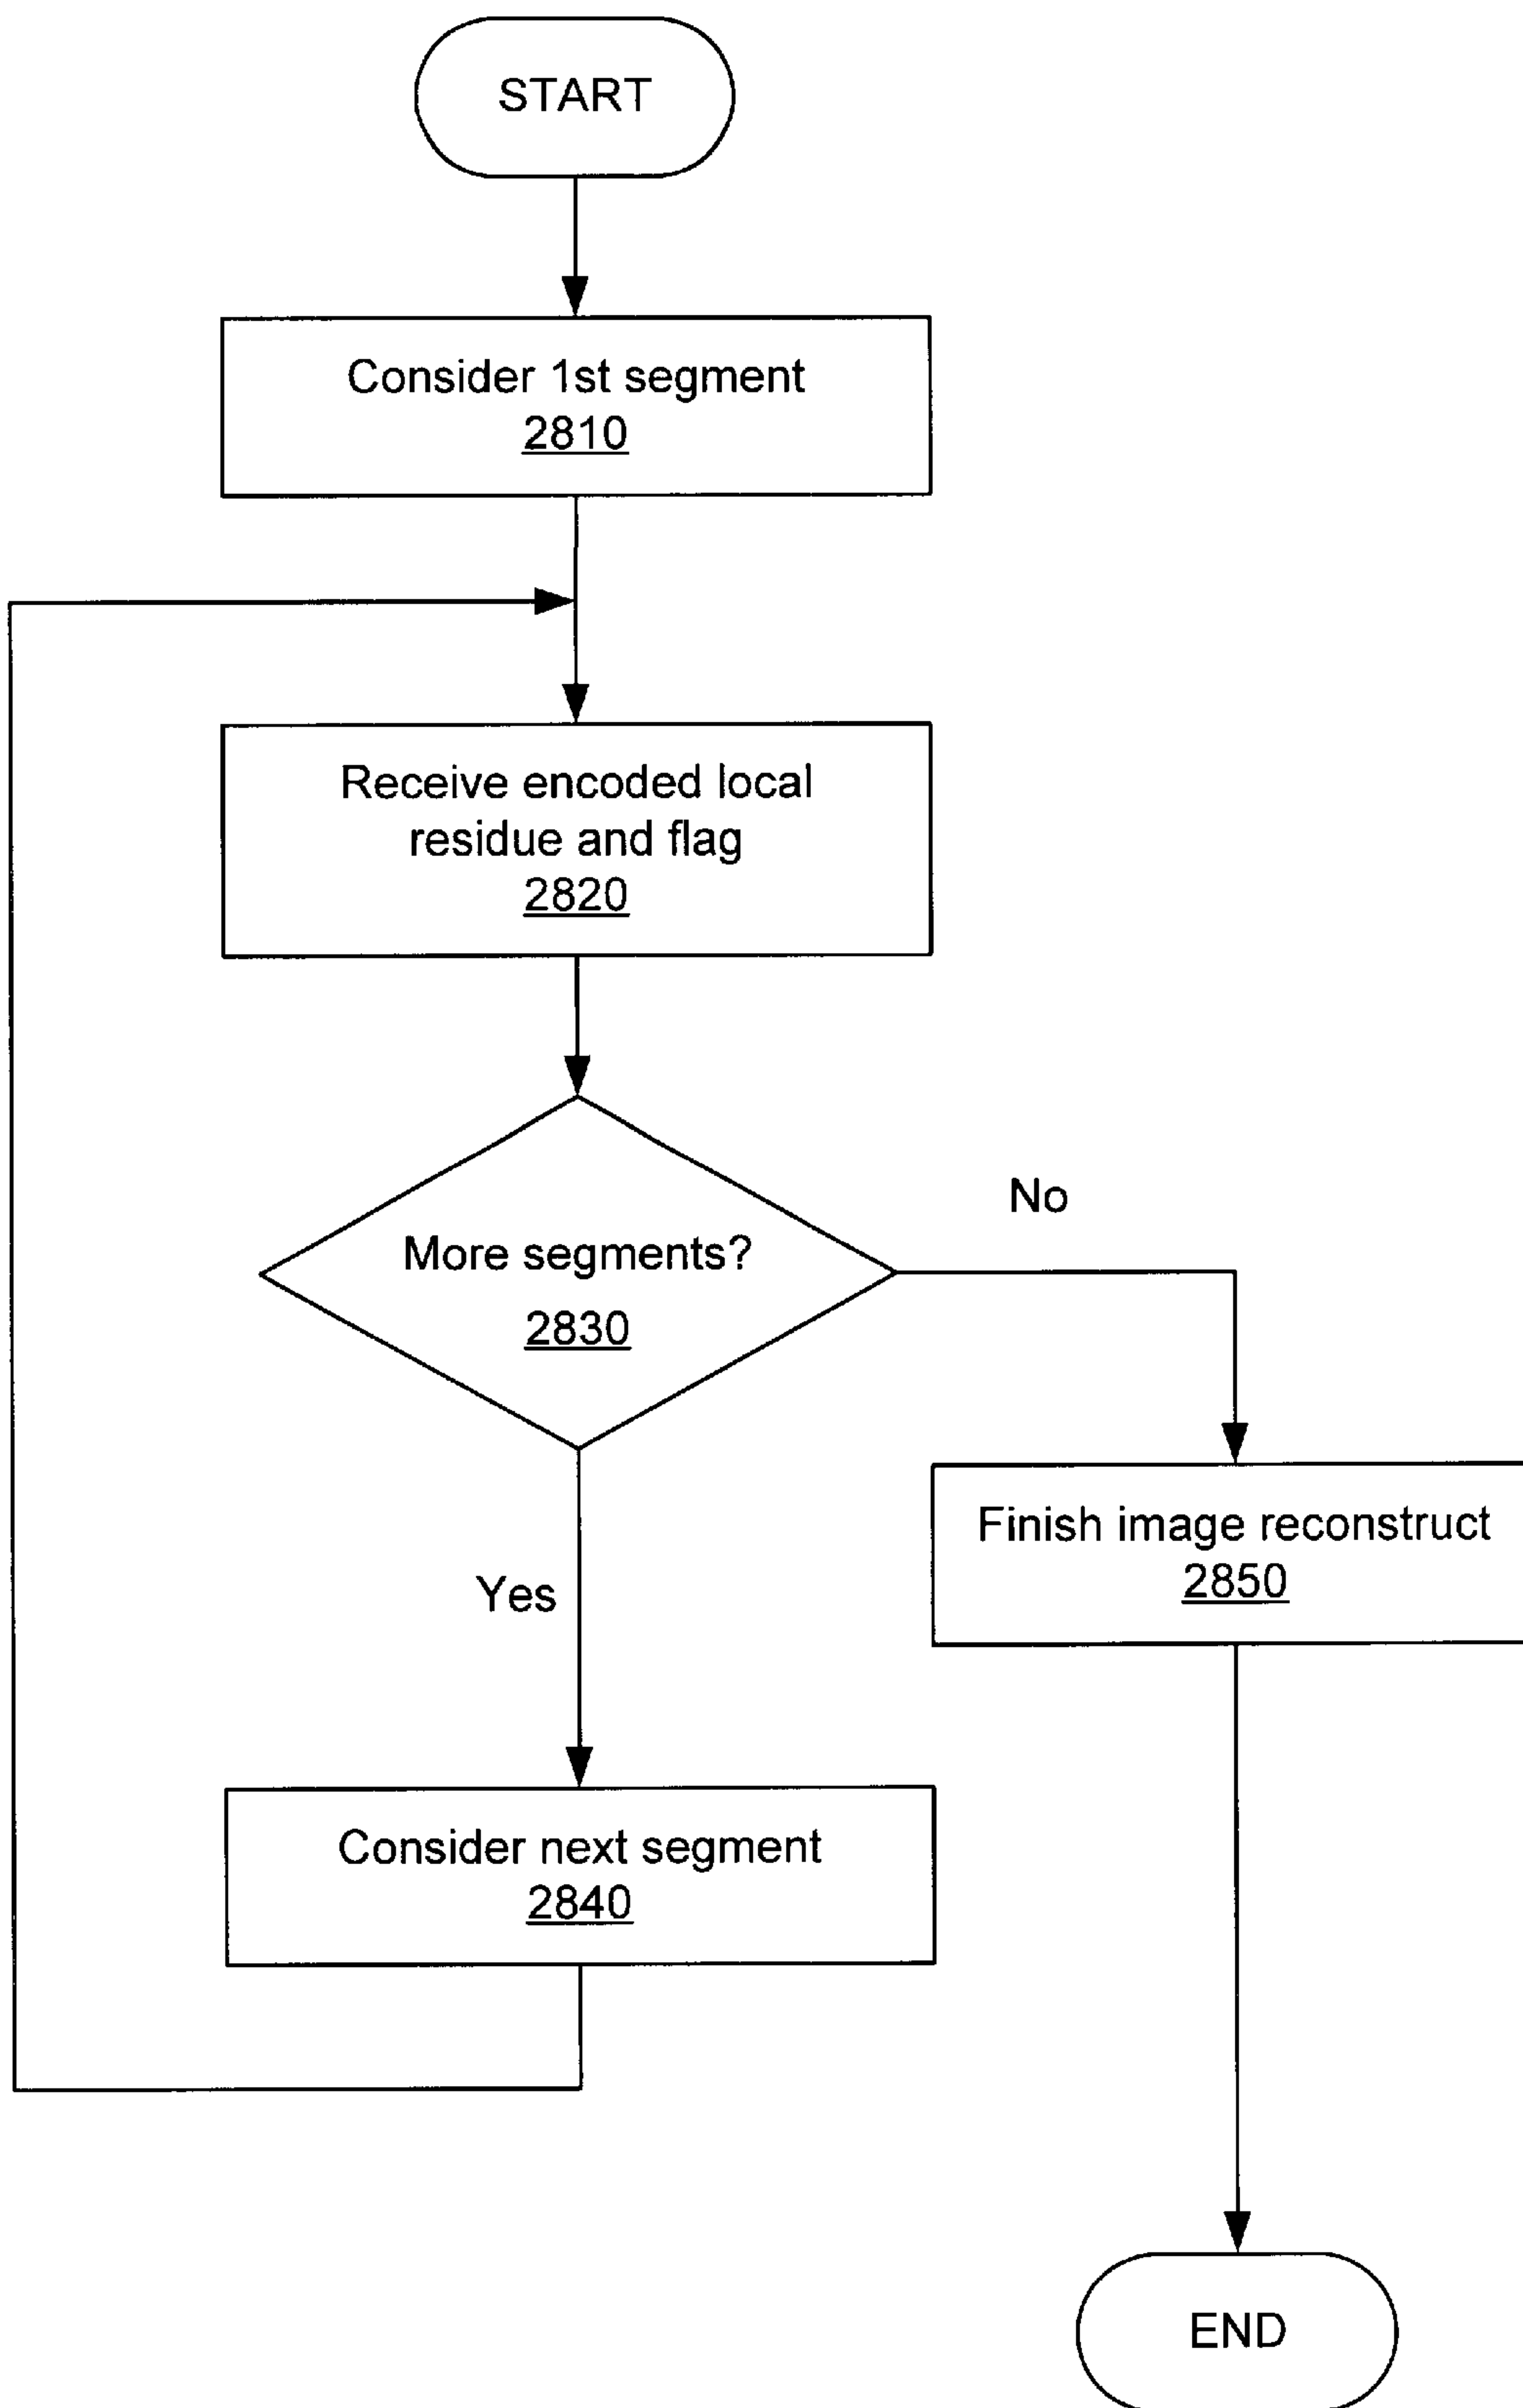 START
Consider 1st segment
2810
Receive encoded local
residue and flag
2820
More segments?
2830
No
Yes
Finish image reconstruct
2850
Consider next segment
2840
END